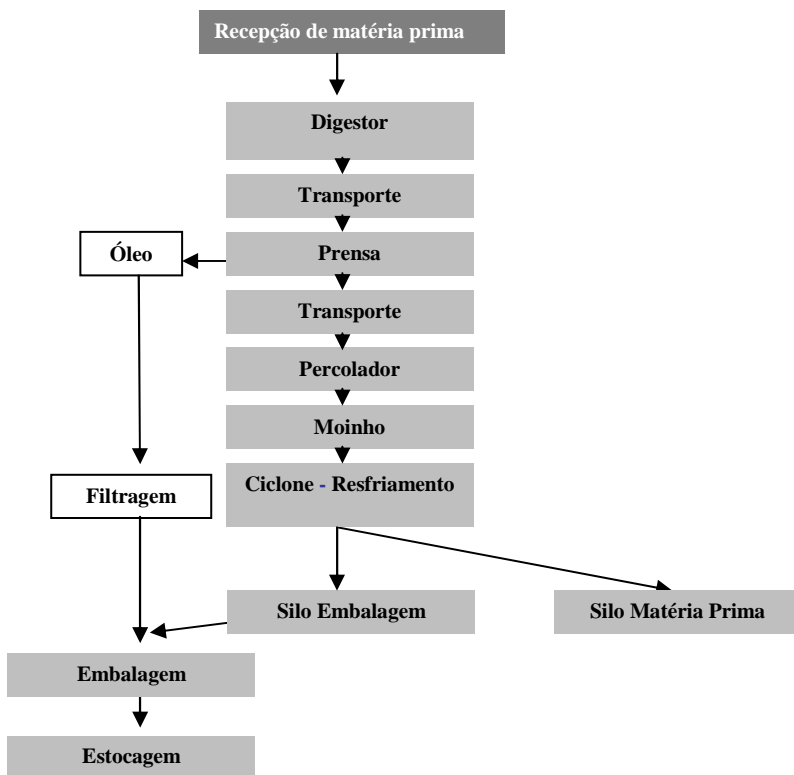 Recepção de matéria prima
Digestor
Transporte
Óleo
Prensa
Transporte
Percolador
Moinho
Filtragem
Ciclone - Resfriamento
Silo Embalagem
Silo Matéria Prima
Embalagem
Estocagem